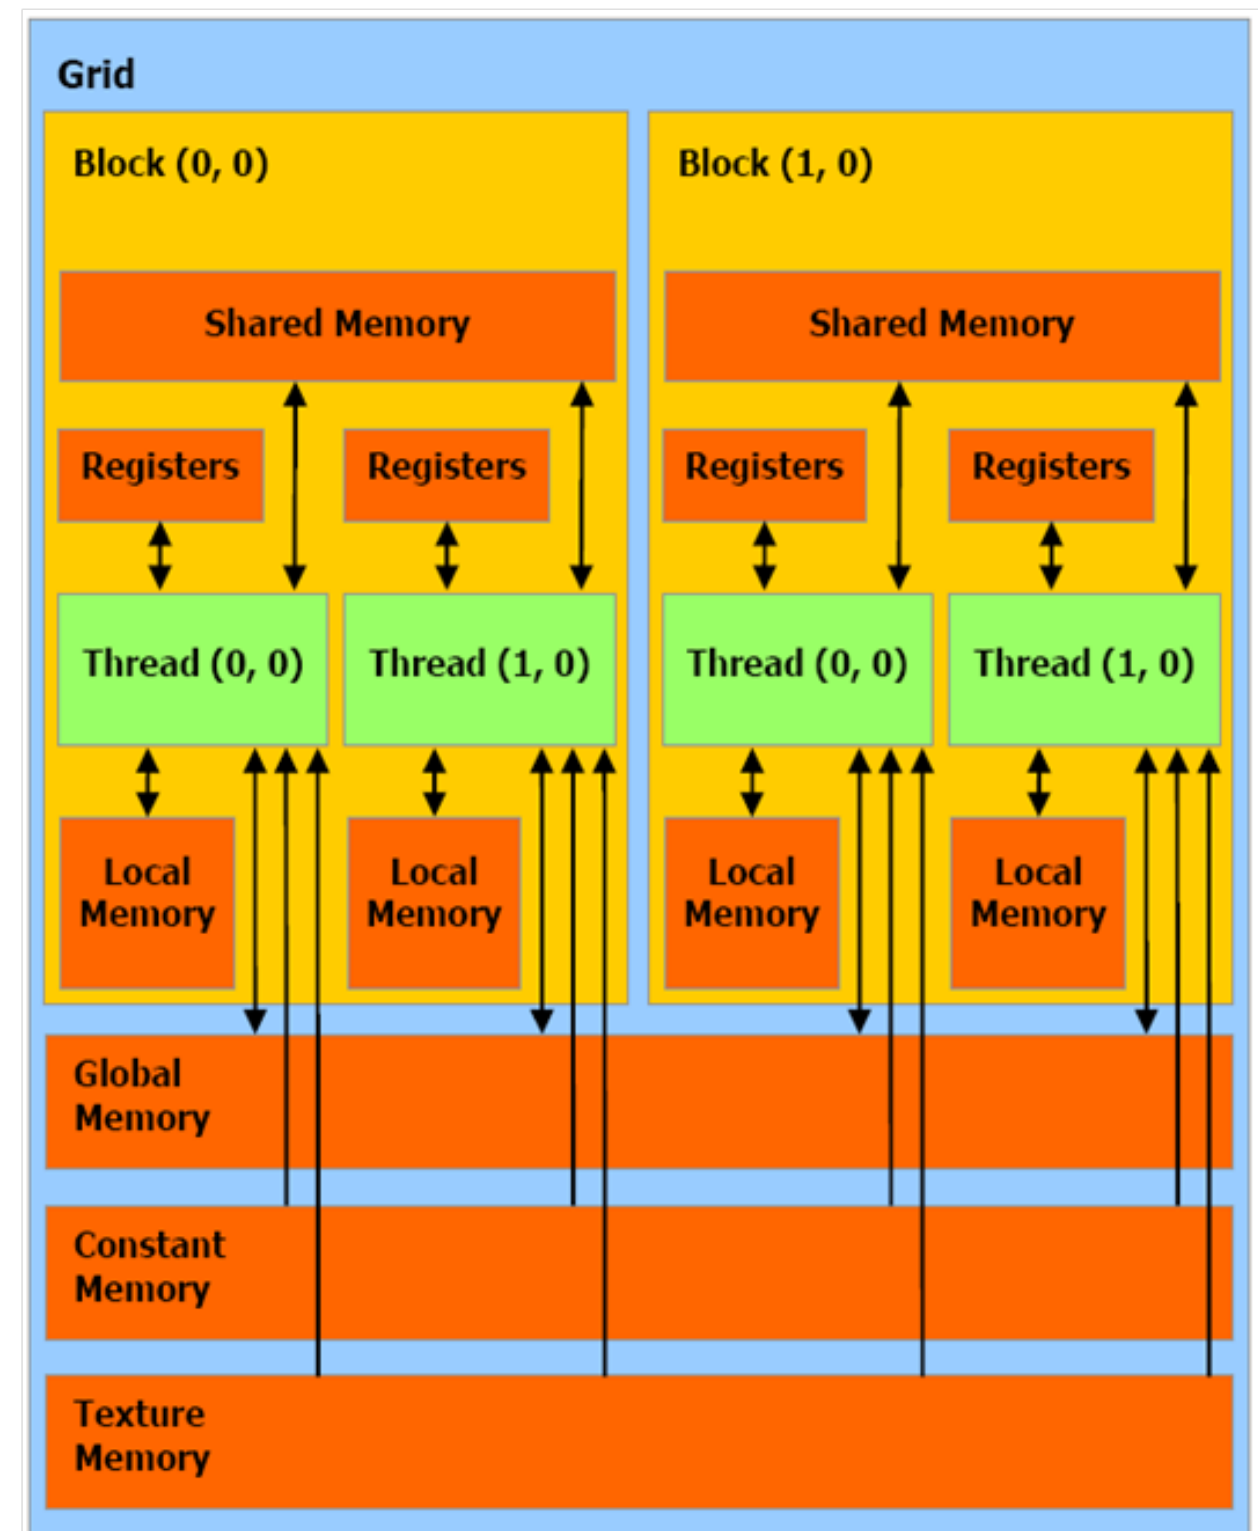 Grid
Block (0, 0)
Shared Memory
Registers
Registers
Thread (0, 0)
Thread (1, 0)
Local
Memory
Local
Memory
Block (1, 0)
Shared Memory
Registers
Registers
Thread (0, 0)
Thread (1, 0)
Local
Memory
Local
Memory
Global
Memory
Constant
Memory
Texture
Memory